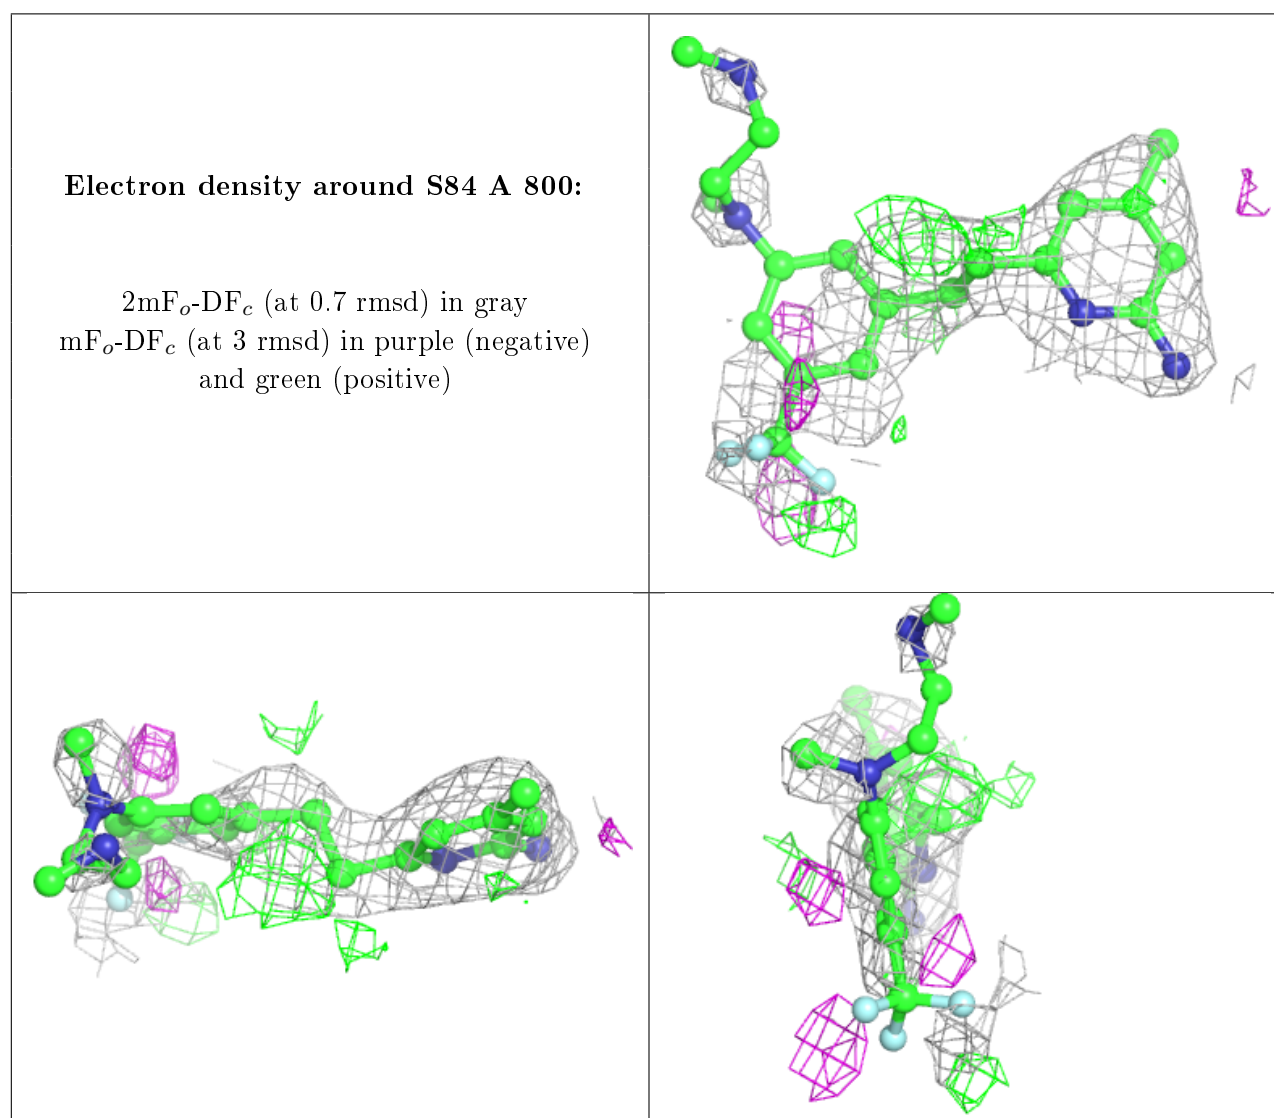 Electron density around S84 A 800:
2mFo-DFc (at 0.7 rmsd) in gray
mFo-DFc (at 3 rmsd) in purple (negative)
and green (positive)